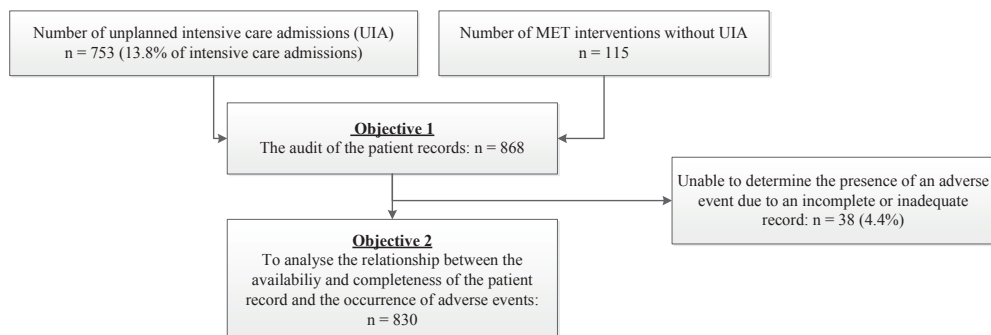 Number of unplanned intensive care admissions (UIA)
n = 753 (13.8% of intensive care admissions)
Number of MET interventions without UIA
n = 115
Objective 1
The audit of the patient records: n = 868
Unable to determine the presence of an adverse
event due to an incomplete or inadequate
record: n = 38 (4.4%)
Objective 2
To analyse the relationship between the
availabiliy and completeness of the patient
record and the occurrence of adverse events:
n = 830